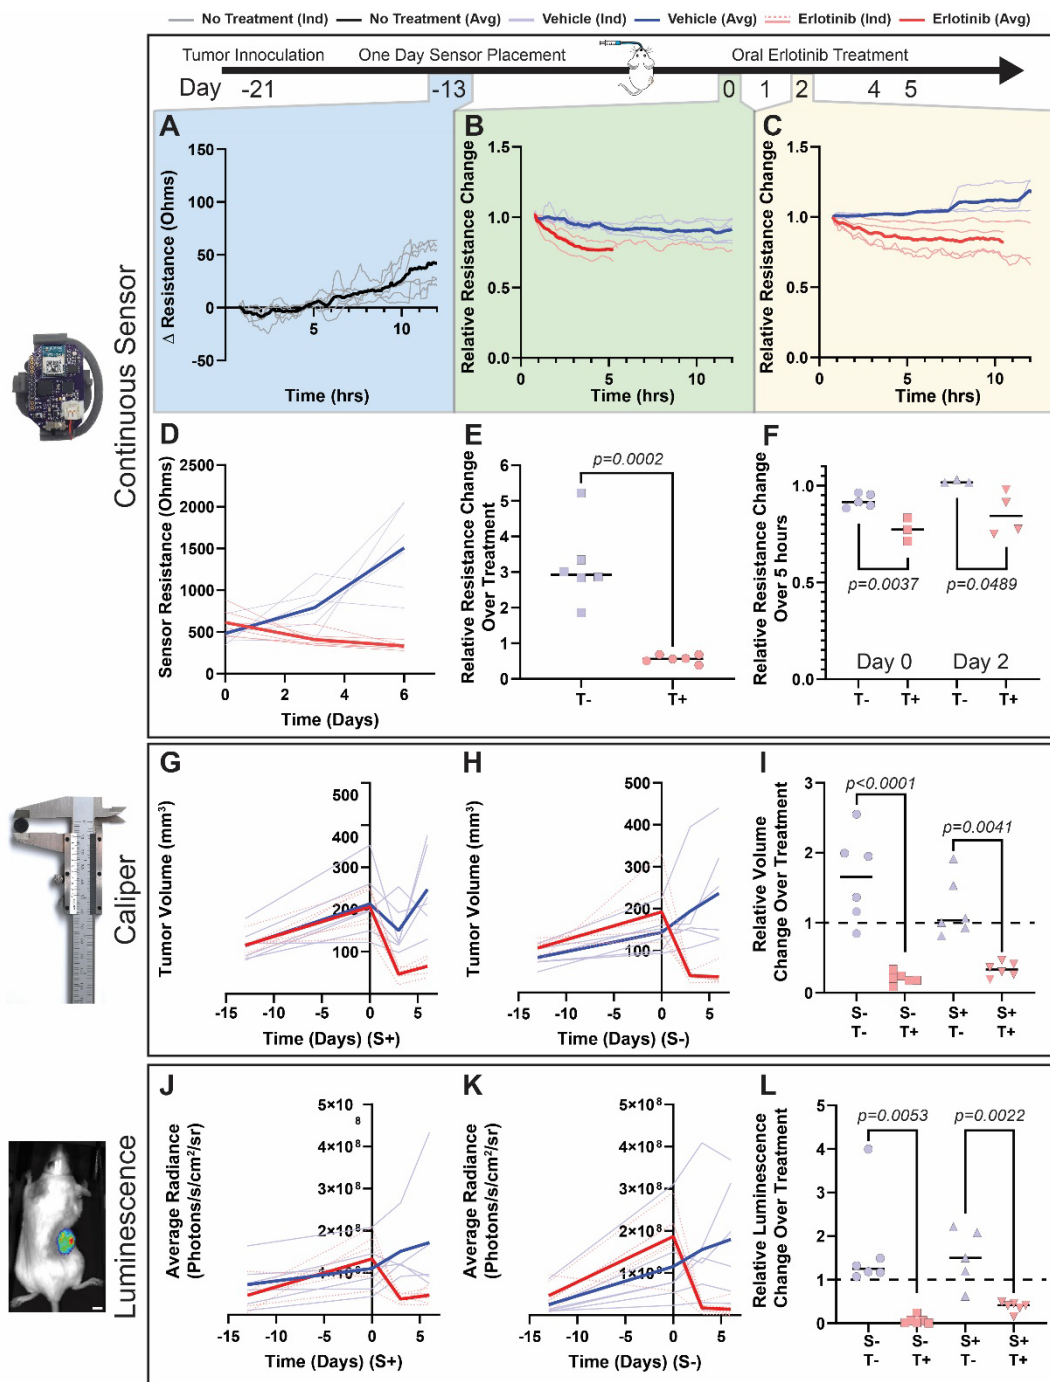 No Treatment (Ind) No Treatment (Avg) Vehicle (Ind) Vehicle (Avg) Erlotinib (Ind) Erlotinib (Avg)
Tumor Innoculation One Day Sensor Placement Oral Erlotinib Treatment
Day -21 -13 0 1 2 4 5
Continuous Sensor
A
Δ Resistance (Ohms)
150
100
50
0
-50
5 10
Time (hrs)
B
Relative Resistance Change
1.5
1.0
0.5
0.0
0 5 10
Time (hrs)
C
Relative Resistance Change
1.5
1.0
0.5
0.0
0 5 10
Time (hrs)
D
Sensor Resistance (Ohms)
2500
2000
1500
1000
500
0
0 2 4 6
Time (Days)
E
Relative Resistance Change
Over Treatment
6
5
4
3
2
1
0
p=0.0002
T- T+
F
Relative Resistance Change
Over 5 hours
1.0
0.5
0.0
p=0.0037 p=0.0489
Day 0 Day 2
T- T+ T- T+
Caliper
G
Tumor Volume (mm³)
500
400
300
200
100
-15 -10 -5 0 5
Time (Days) (S+)
H
Tumor Volume (mm³)
500
400
300
200
100
-15 -10 -5 0 5
Time (Days) (S-)
I
Relative Volume
Change Over Treatment
3
2
1
0
p<0.0001
p=0.0041
S- S- S+ S+
T- T+ T- T+
Luminescence
J
Average Radiance
(Photons/s/cm²/sr)
5×10
8
4×10⁸
3×10⁸
2×10⁸
1×10⁸
-15 -10 -5 0 5
Time (Days) (S+)
K
Average Radiance
(Photons/s/cm²/sr)
5×10⁸
4×10⁸
3×10⁸
2×10⁸
1×10⁸
-15 -10 -5 0 5
Time (Days) (S-)
L
Relative Luminescence
Change Over Treatment
5
4
3
2
1
0
p=0.0053 p=0.0022
S- S- S+ S+
T- T+ T- T+